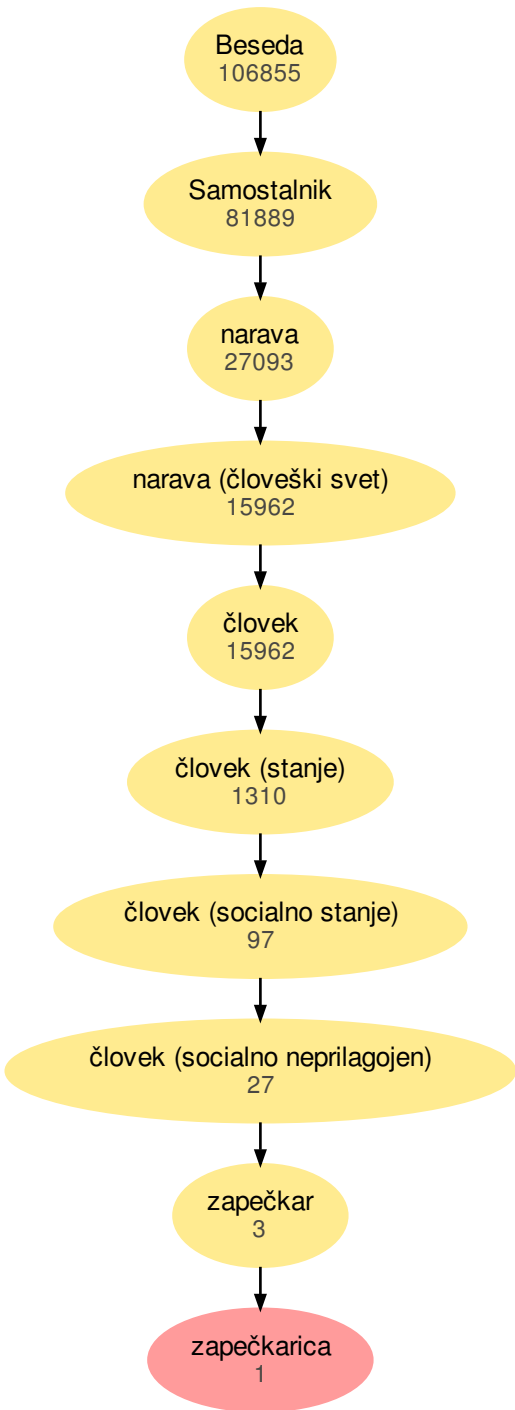 Beseda
106855
Samostalnik
81889
narava
27093
narava (človeški svet)
15962
človek
15962
človek (stanje)
1310
človek (socialno stanje)
97
človek (socialno neprilagojen)
27
zapečkar
3
zapečkarica
1